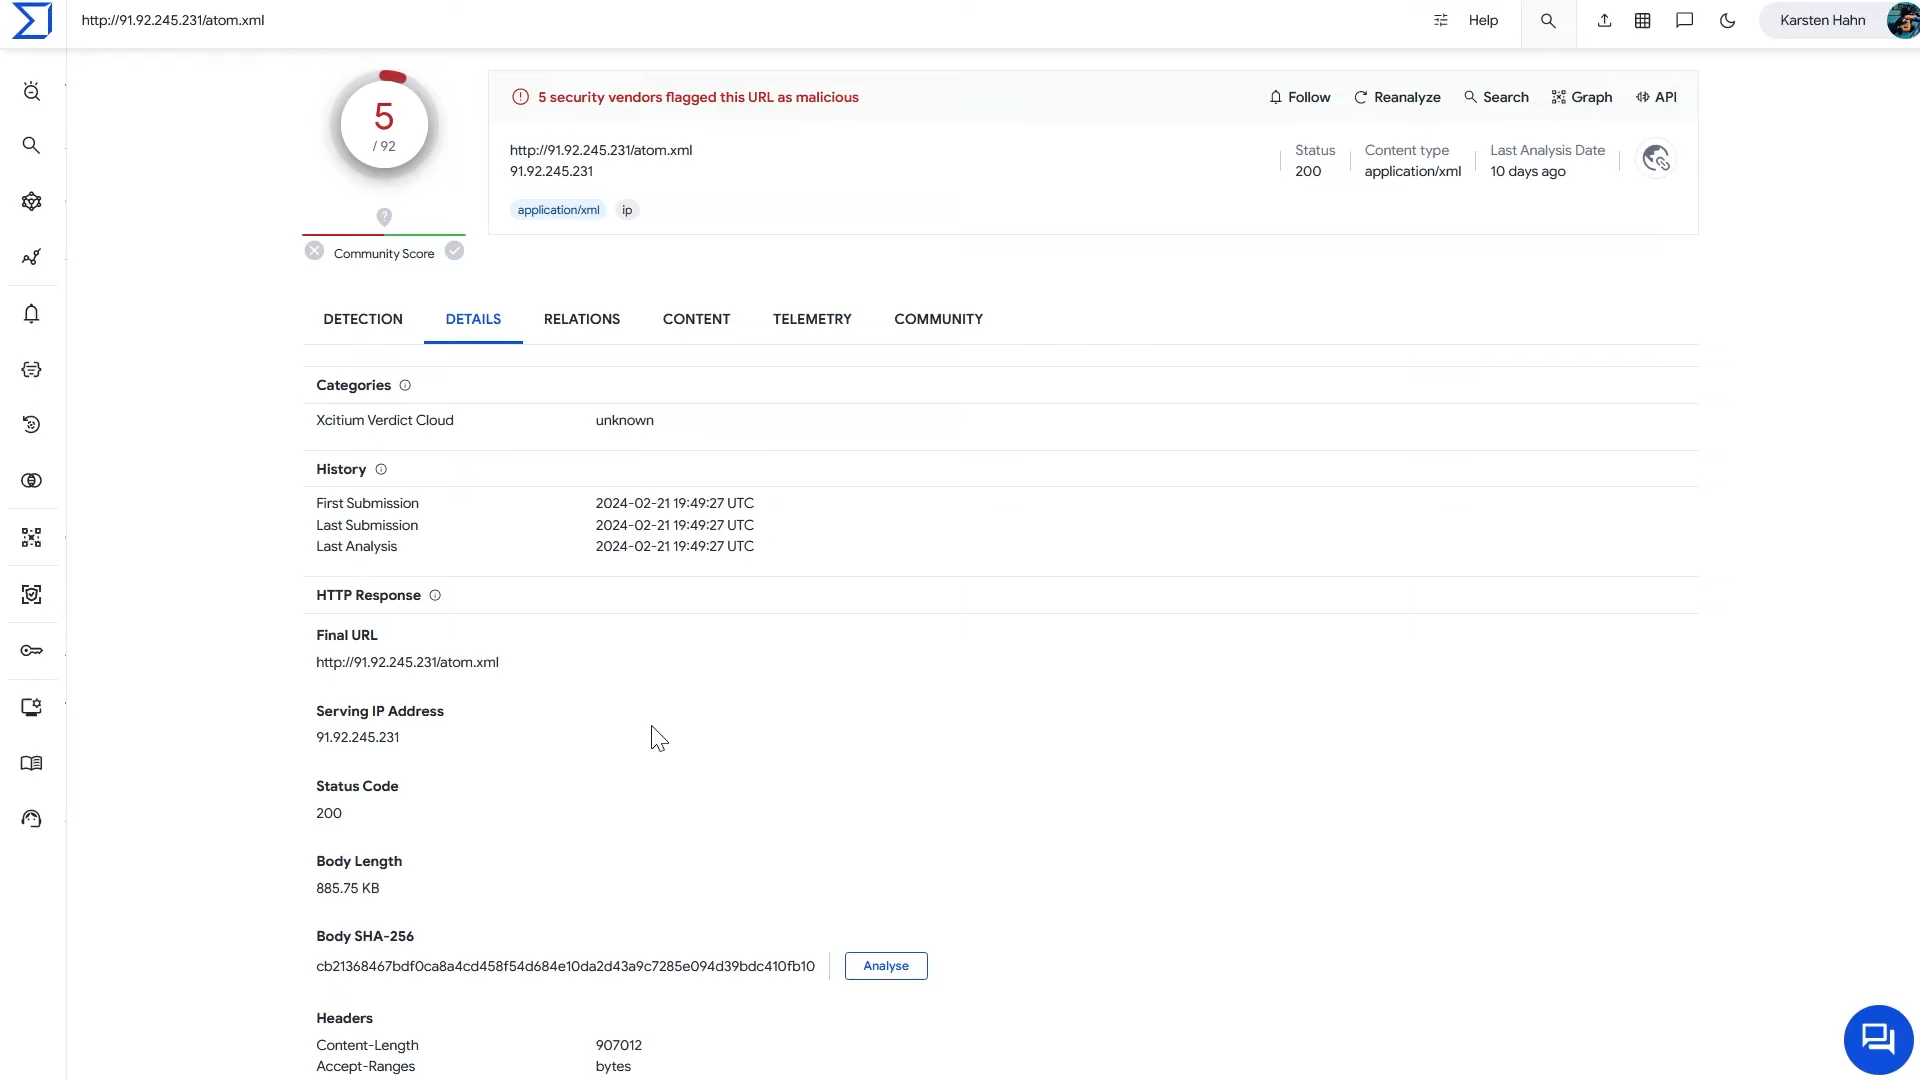 http://91.92.245.231/atom.xml
Help
Karsten Hahn
5
/ 92
Community Score
5 security vendors flagged this URL as malicious
Follow
Reanalyze
Search
Graph
API
http://91.92.245.231/atom.xml
91.92.245.231
application/xml
ip
Status
200
Content type
application/xml
Last Analysis Date
10 days ago
DETECTION
DETAILS
RELATIONS
CONTENT
TELEMETRY
COMMUNITY
Categories
Xcitium Verdict Cloud unknown
History
First Submission 2024-02-21 19:49:27 UTC
Last Submission 2024-02-21 19:49:27 UTC
Last Analysis 2024-02-21 19:49:27 UTC
HTTP Response
Final URL
http://91.92.245.231/atom.xml
Serving IP Address
91.92.245.231
Status Code
200
Body Length
885.75 KB
Body SHA-256
cb21368467bdf0ca8a4cd458f54d684e10da2d43a9c7285e094d39bdc410fb10
Analyse
Headers
Content-Length 907012
Accept-Ranges bytes